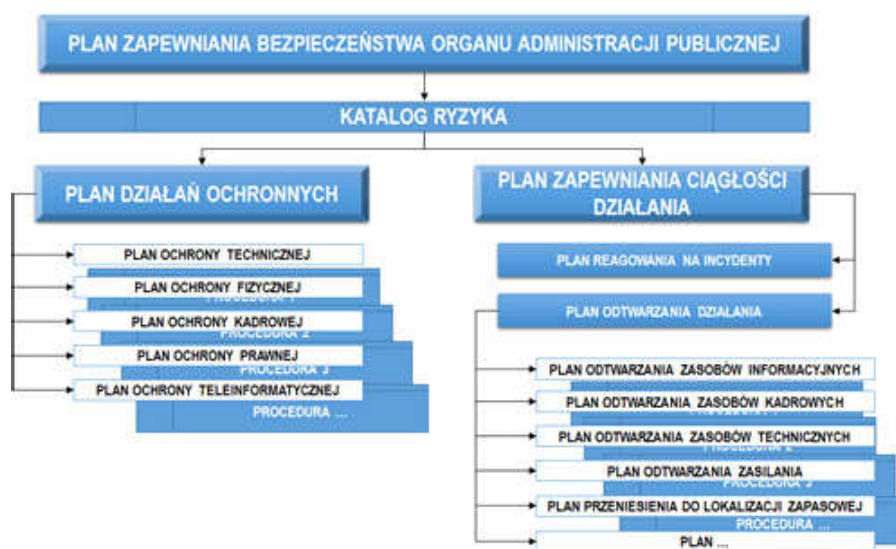 PLAN ZAPEWNIANIA BEZPIECZEŃSTWA ORGANU ADMINISTRACJI PUBLICZNEJ
KATALOG RYZYKA
PLAN DZIAŁAŃ OCHRONNYCH
PLAN OCHRONY TECHNICZNEJ
PLAN OCHRONY FIZYCZNEJ
PLAN OCHRONY KADROWEJ
PROCEDURA 2
PLAN OCHRONY PRAWNEJ
PROCEDURA 3
PLAN OCHRONY TELEINFORMATYCZNEJ
PROCEDURA ...
PLAN ZAPEWNIANIA CIĄGŁOŚCI
DZIAŁANIA
PLAN REAGOWANIA NA INCYDENTY
PLAN ODTWARZANIA DZIAŁANIA
PLAN ODTWARZANIA ZASOBÓW INFORMACYJNYCH
PLAN ODTWARZANIA ZASOBÓW KADROWYCH
PLAN ODTWARZANIA ZASOBÓW TECHNICZNYCH
PLAN ODTWARZANIA ZASILANIA
PROCEDURA 3
PLAN PRZENIESIENIA DO LOKALIZACJI ZAPASOWEJ
PROCEDURA ...
PLAN ...